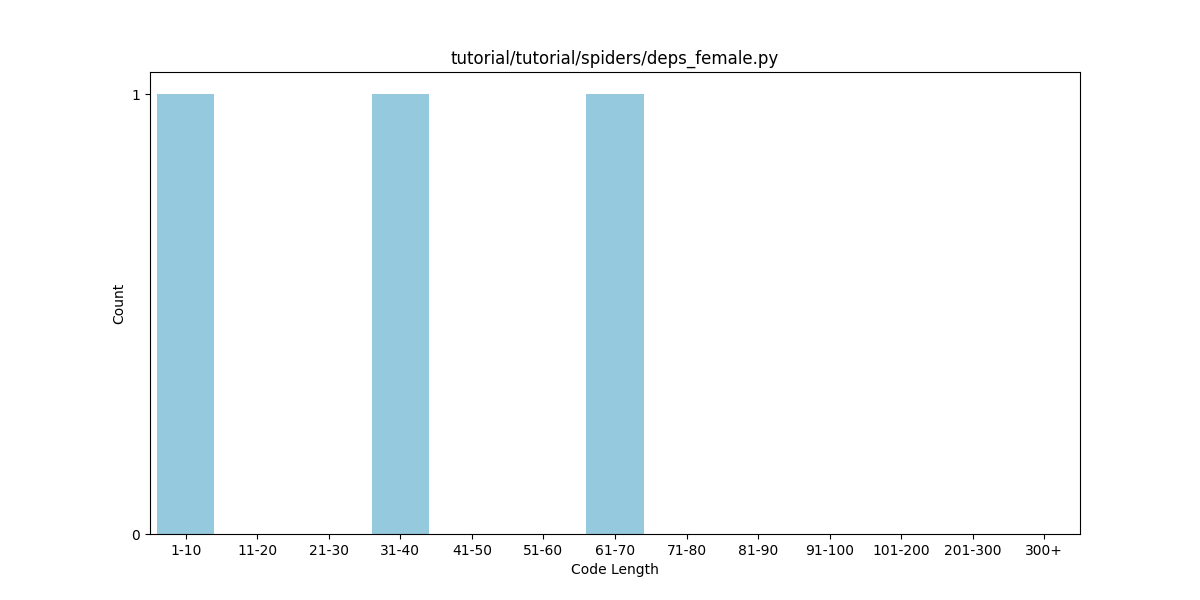 tutorial/tutorial/spiders/deps_female.py
1
0
Count
1-10 11-20 21-30 31-40 41-50 51-60 61-70 71-80 81-90 91-100 101-200 201-300 300+
Code Length